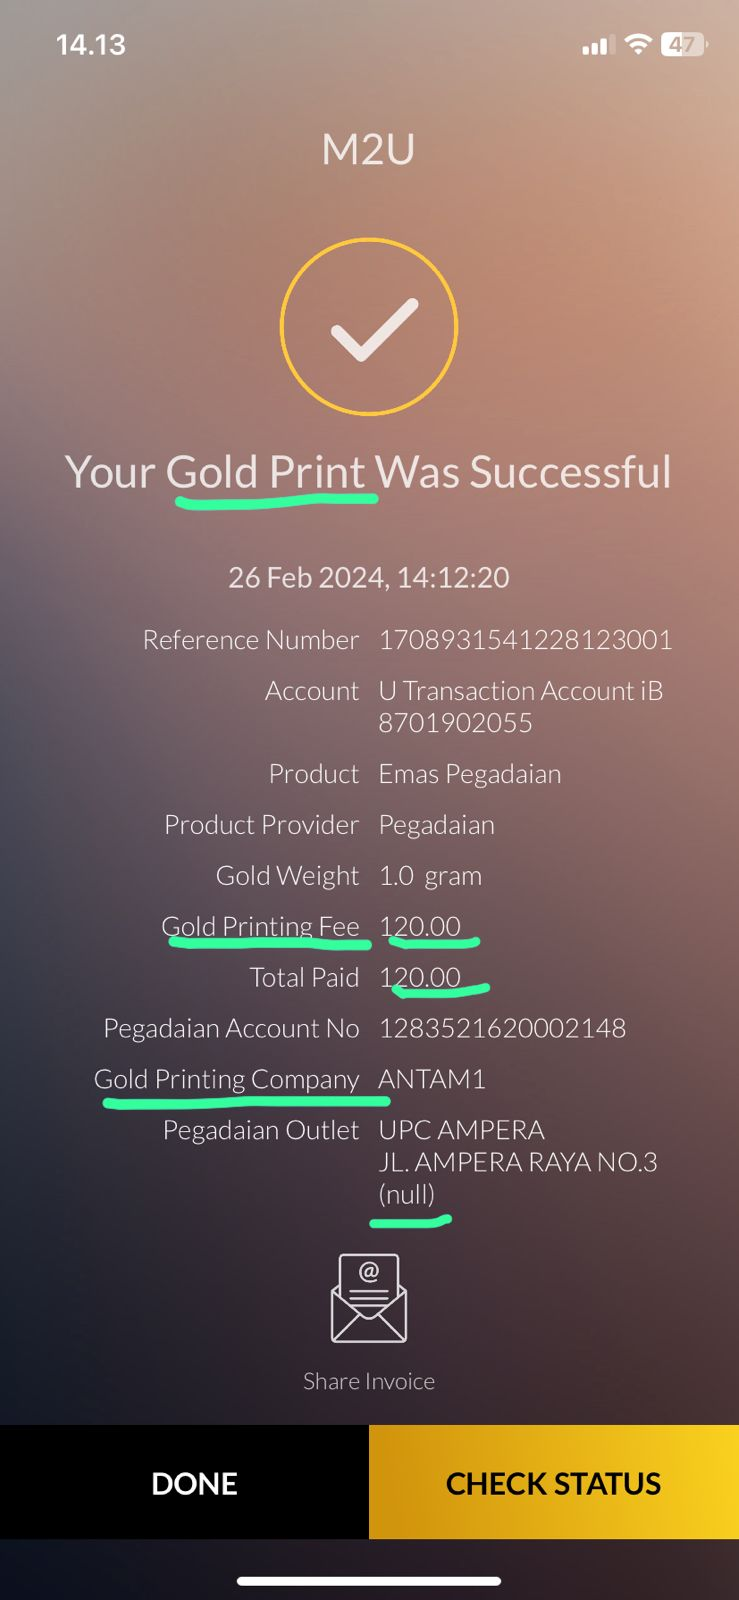 14.13
47
M2U
Your Gold Print Was Successful
26 Feb 2024, 14:12:20
Reference Number 1708931541228123001
Account U Transaction Account iB
8701902055
Product Emas Pegadaian
Product Provider Pegadaian
Gold Weight 1.0 gram
Gold Printing Fee 120.00
Total Paid 120.00
Pegadaian Account No 1283521620002148
Gold Printing Company ANTAM1
Pegadaian Outlet UPC AMPERA
JL. AMPERA RAYA NO.3
(null)
@
Share Invoice
DONE CHECK STATUS